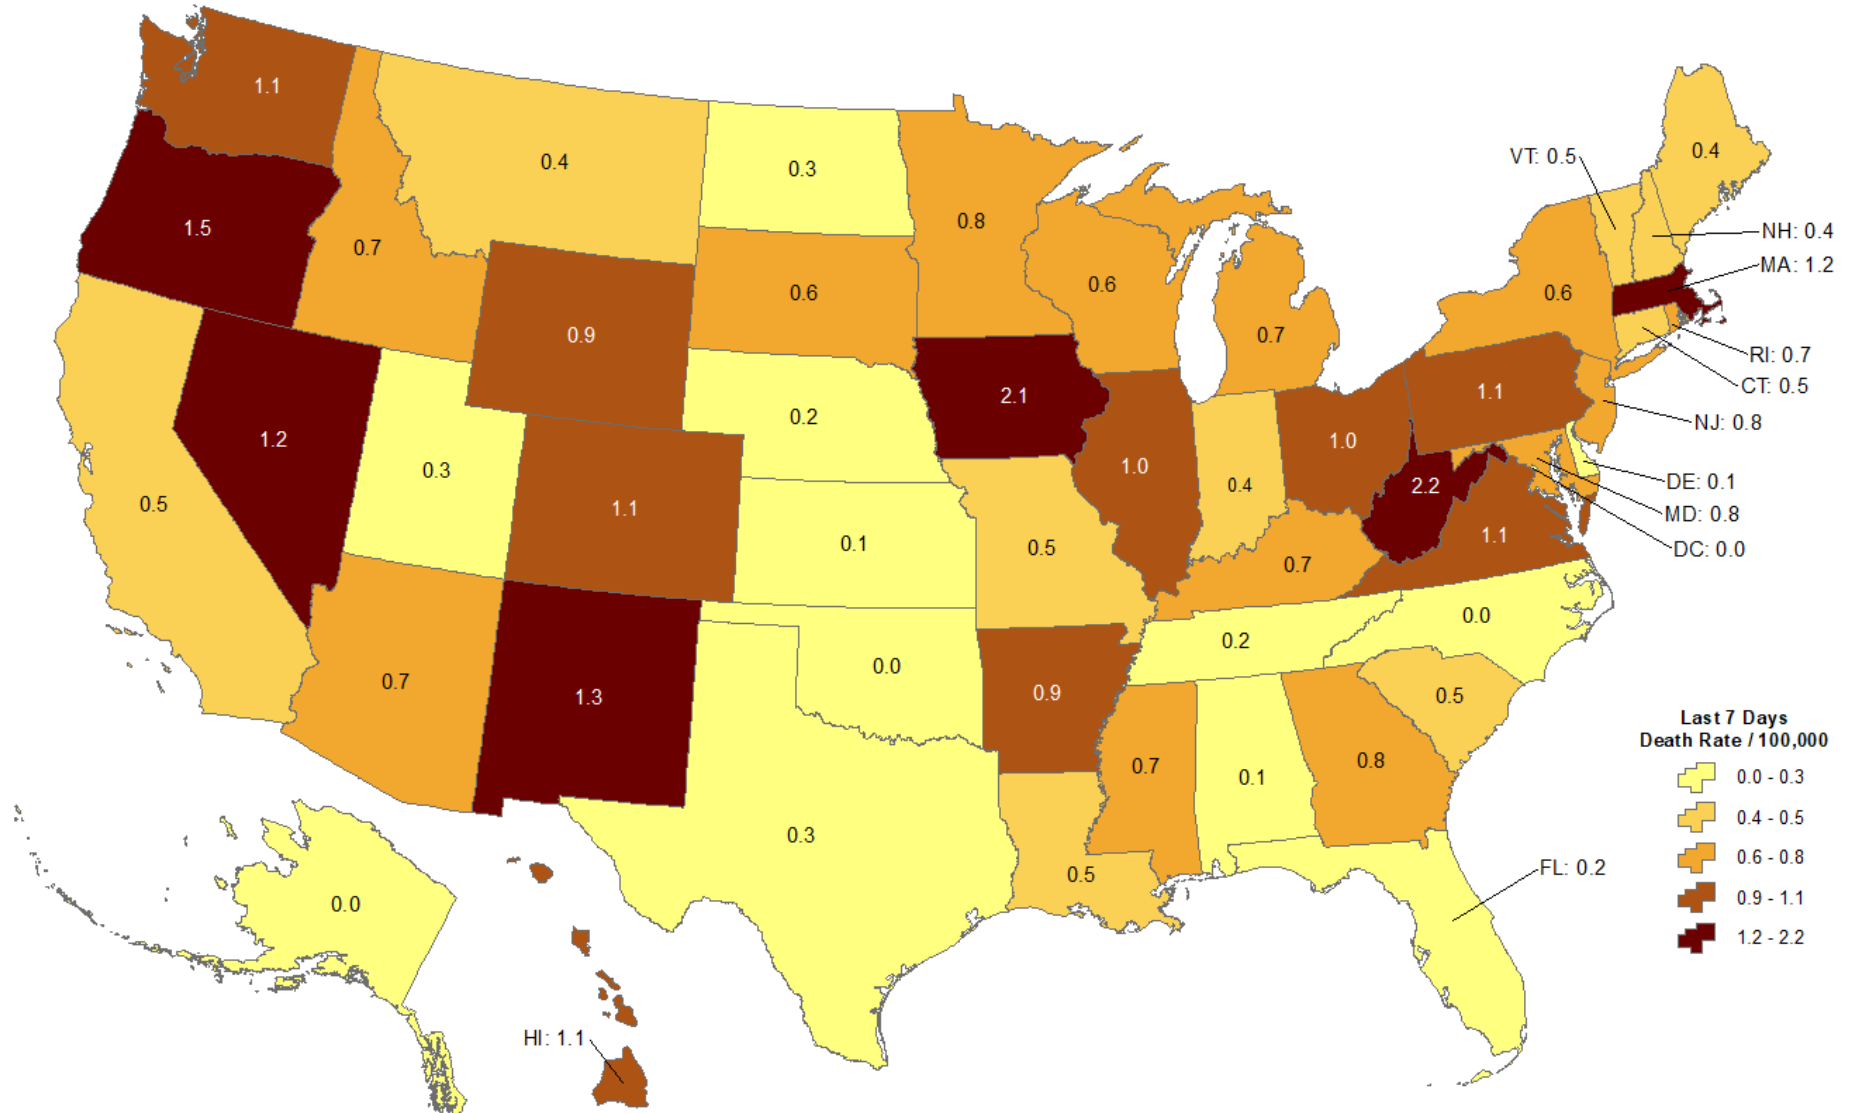 1.1
0.4
0.3
0.4
VT: 0.5
1.5
0.7
0.8
NH: 0.4
MA: 1.2
0.6
0.6
0.6
0.9
0.7
RI: 0.7
CT: 0.5
1.1
2.1
0.2
NJ: 0.8
1.2
1.0
0.3
1.0
0.4
2.2
DE: 0.1
0.5
1.1
MD: 0.8
0.1
0.5
1.1
DC: 0.0
0.7
0.0
0.2
0.0
0.7
1.3
0.9
0.5
0.7
0.1
0.8
0.3
0.5
FL: 0.2
0.0
HI: 1.1
Last 7 Days
Death Rate / 100,000
0.0 - 0.3
0.4 - 0.5
0.6 - 0.8
0.9 - 1.1
1.2 - 2.2